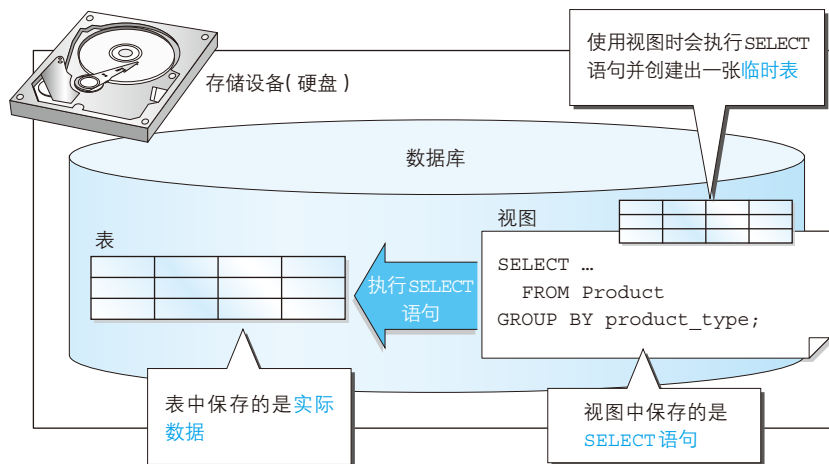 存储设备( 硬盘 )
使用视图时会执行SELECT
语句并创建出一张临时表
数据库
表
视图
执行SELECT
语句
SELECT …
FROM Product
GROUP BY product_type;
表中保存的是实际
数据
视图中保存的是
SELECT语句